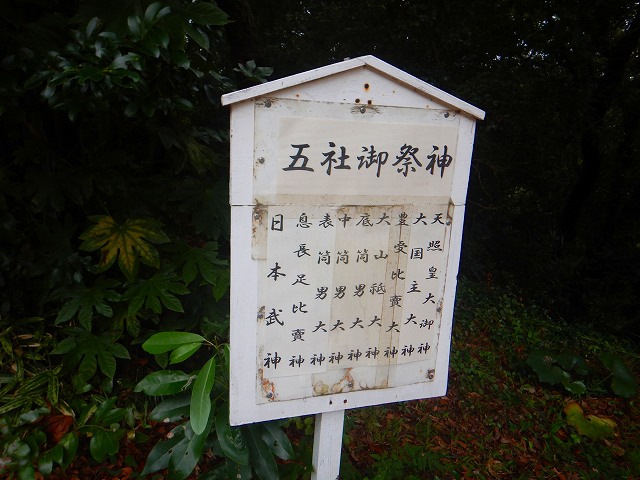 五社御祭神
天照皇大御神
大国主大神
豊受比賣大神
大山祗大神
底筒男大神
中筒男大神
表筒男大神
息長足比賣神
日本武神